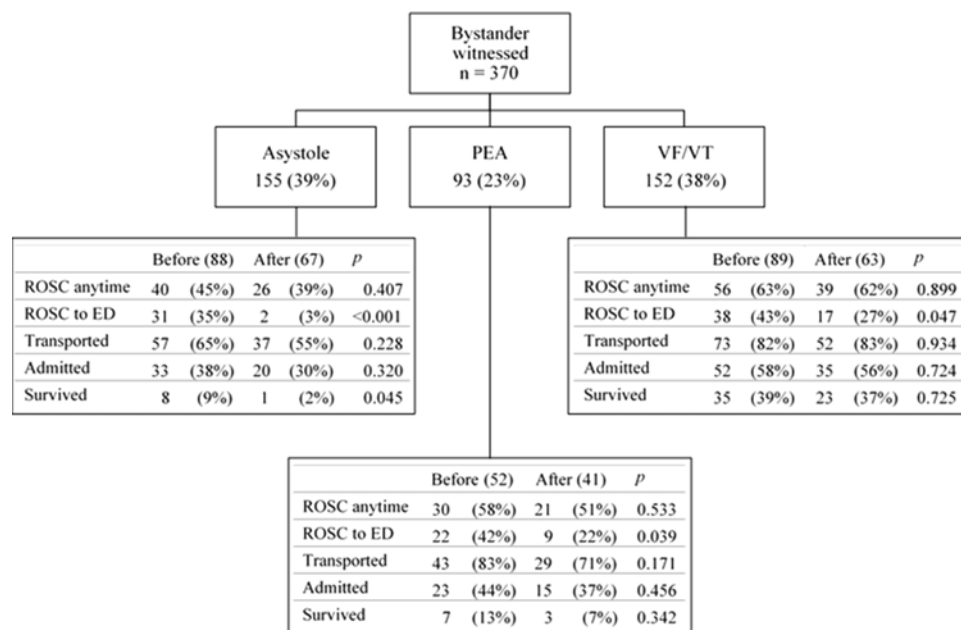 Bystander
witnessed
n = 370
Asystole
155 (39%)
PEA
93 (23%)
VF/VT
152 (38%)
Before (88) After (67) p
ROSC anytime 40 (45%) 26 (39%) 0.407
ROSC to ED 31 (35%) 2 (3%) <0.001
Transported 57 (65%) 37 (55%) 0.228
Admitted 33 (38%) 20 (30%) 0.320
Survived 8 (9%) 1 (2%) 0.045
Before (89) After (63) p
ROSC anytime 56 (63%) 39 (62%) 0.899
ROSC to ED 38 (43%) 17 (27%) 0.047
Transported 73 (82%) 52 (83%) 0.934
Admitted 52 (58%) 35 (56%) 0.724
Survived 35 (39%) 23 (37%) 0.725
Before (52) After (41) p
ROSC anytime 30 (58%) 21 (51%) 0.533
ROSC to ED 22 (42%) 9 (22%) 0.039
Transported 43 (83%) 29 (71%) 0.171
Admitted 23 (44%) 15 (37%) 0.456
Survived 7 (13%) 3 (7%) 0.342